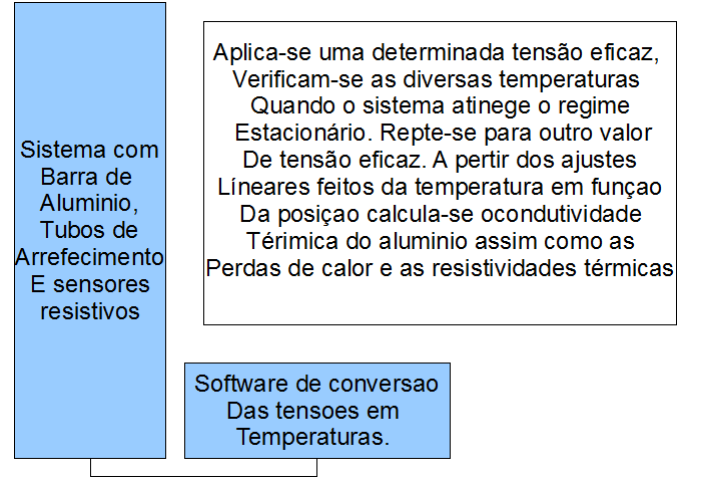 Sistema com
Barra de
Aluminio,
Tubos de
Arrefecimento
E sensores
resistivos
Aplica-se uma determinada tensão eficaz,
Verificam-se as diversas temperaturas
Quando o sistema atinege o regime
Estacionário. Repte-se para outro valor
De tensão eficaz. A pertir dos ajustes
Líneares feitos da temperatura em funçao
Da posiçao calcula-se ocondutividade
Térimica do aluminio assim como as
Perdas de calor e as resistividades térmicas
Software de conversao
Das tensoes em
Temperaturas.